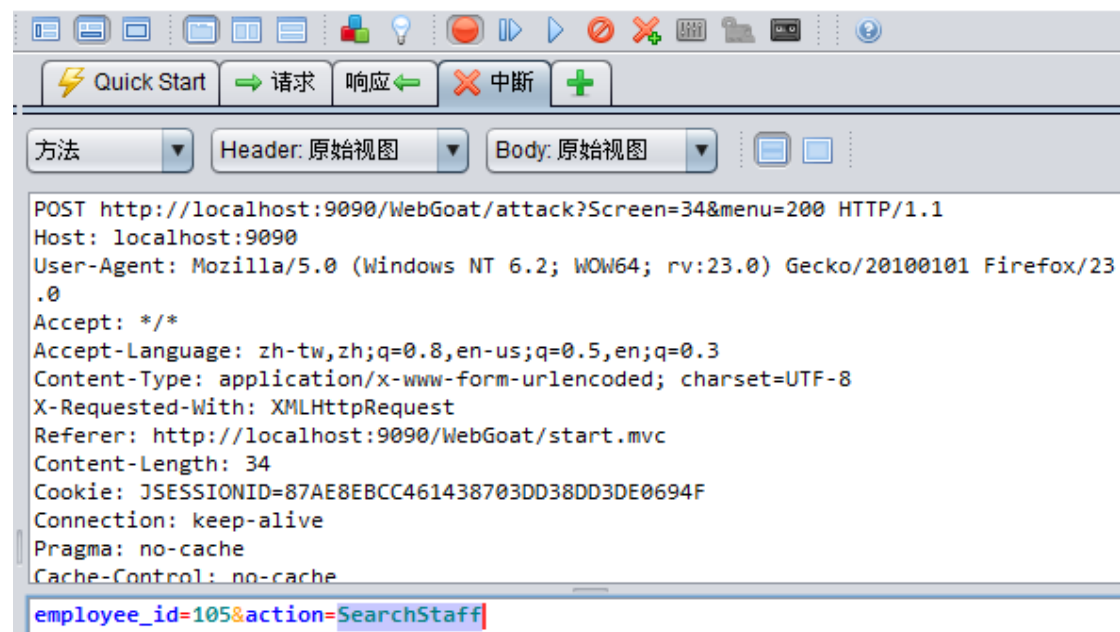 Quick Start 请求 响应 中断
方法 Header: 原始视图 Body: 原始视图
POST http://localhost:9090/WebGoat/attack?Screen=34&menu=200 HTTP/1.1
Host: localhost:9090
User-Agent: Mozilla/5.0 (Windows NT 6.2; WOW64; rv:23.0) Gecko/20100101 Firefox/23
.0
Accept: */*
Accept-Language: zh-tw,zh;q=0.8,en-us;q=0.5,en;q=0.3
Content-Type: application/x-www-form-urlencoded; charset=UTF-8
X-Requested-With: XMLHttpRequest
Referer: http://localhost:9090/WebGoat/start.mvc
Content-Length: 34
Cookie: JSESSIONID=87AE8EBCC461438703DD38DD3DE0694F
Connection: keep-alive
Pragma: no-cache
Cache-Control: no-cache
employee_id=105&action=SearchStaff